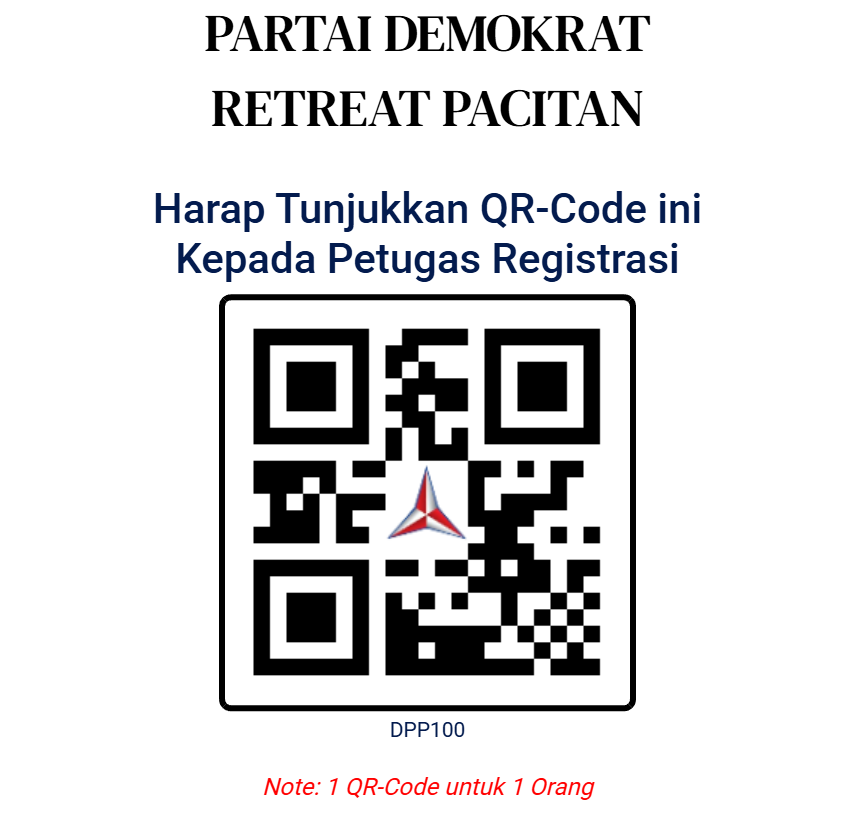 PARTAI DEMOKRAT
RETREAT PACITAN
Harap Tunjukkan QR-Code ini
Kepada Petugas Registrasi
DPP100
Note: 1 QR-Code untuk 1 Orang